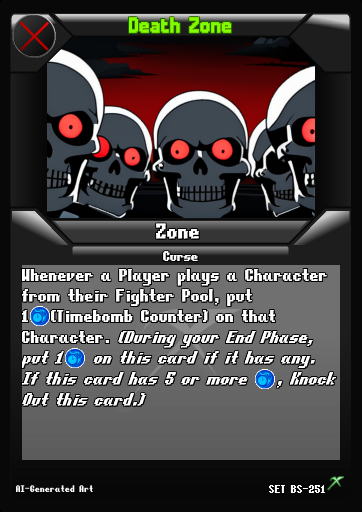 Death Zone
Zone
Curse
Whenever a Player plays a Character
from their Fighter Pool, put
1(Timebomb Counter) on that
Character. (During your End Phase,
put 1 on this card if it has any.
If this card has 5 or more , Knock
Out this card.)
AI-Generated Art
SET BS-251